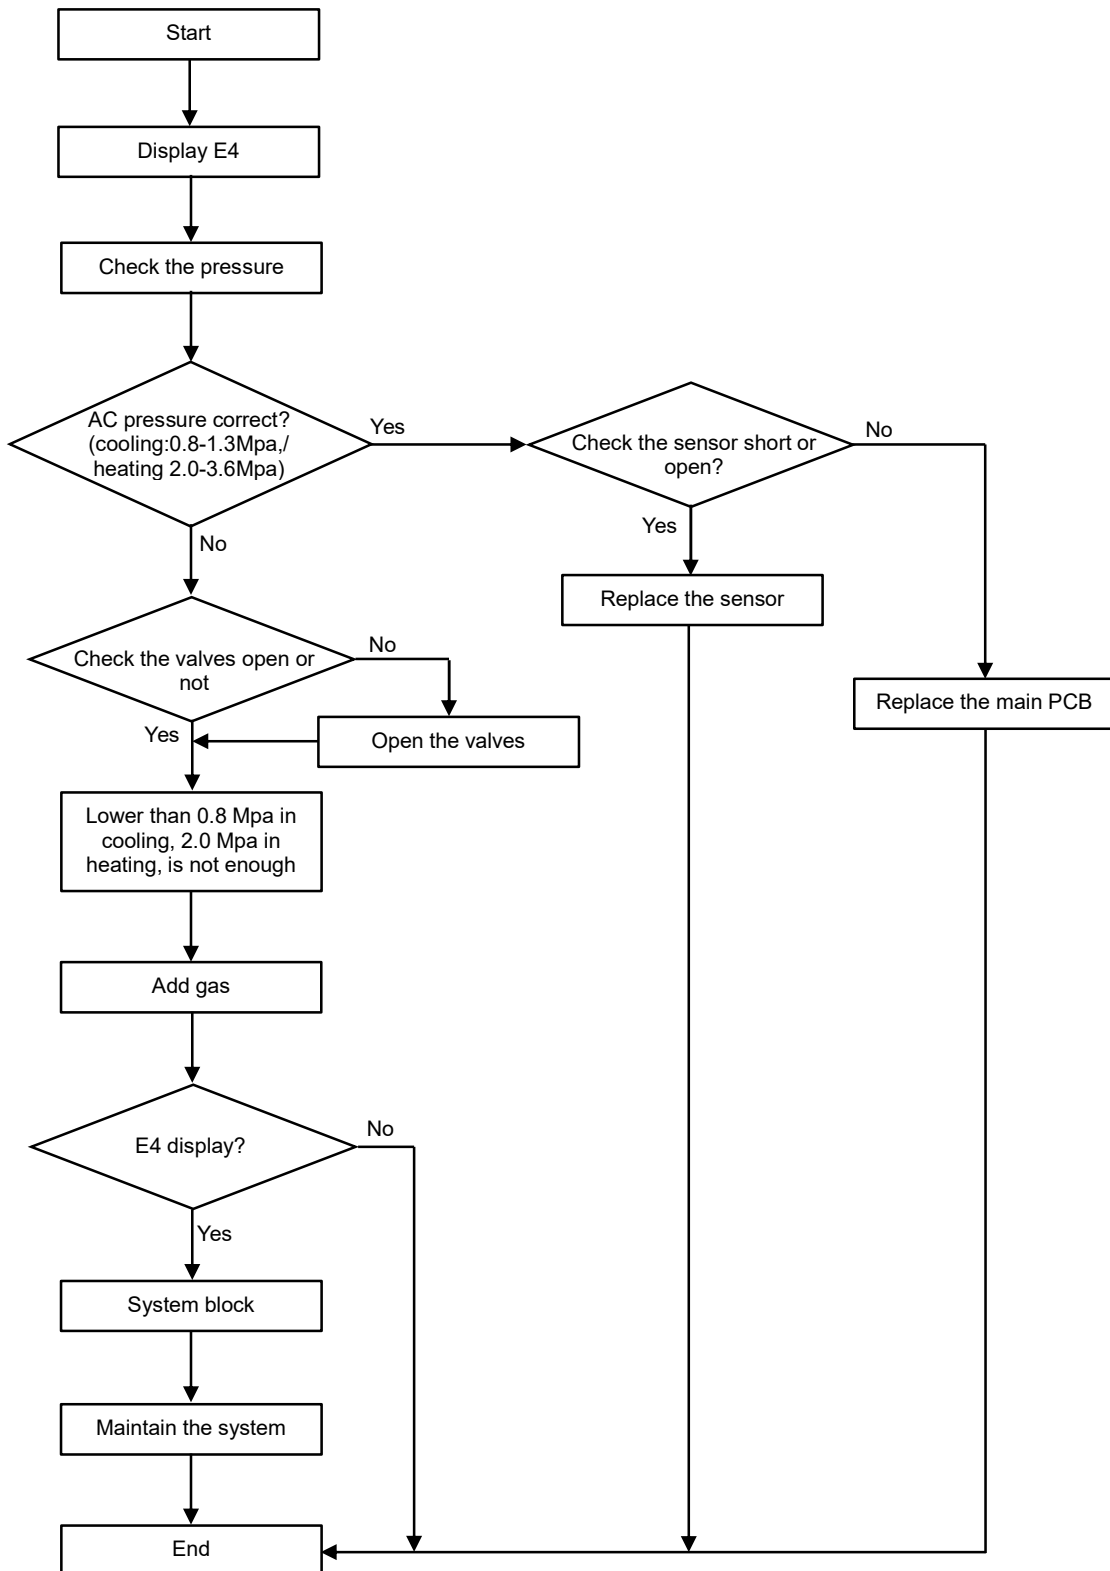 Start
Display E4
Check the pressure
AC pressure correct?
(cooling:0.8-1.3Mpa,/
heating 2.0-3.6Mpa)
Yes
No
Check the sensor short or
open?
No
Yes
Replace the sensor
Replace the main PCB
Check the valves open or
not
No
Yes
Open the valves
Lower than 0.8 Mpa in
cooling, 2.0 Mpa in
heating, is not enough
Add gas
E4 display?
No
Yes
System block
Maintain the system
End